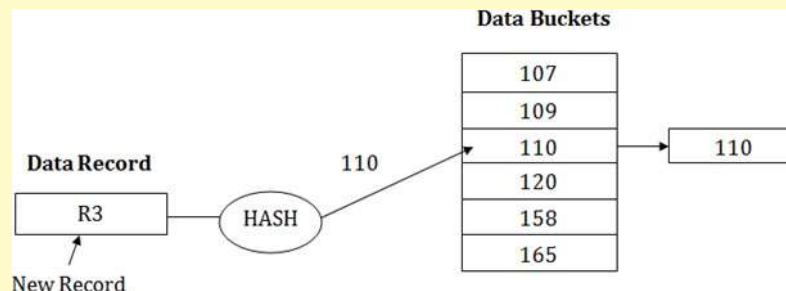 Data Buckets
107
109
110
120
158
165
110
110
Data Record
R3
HASH
New Record